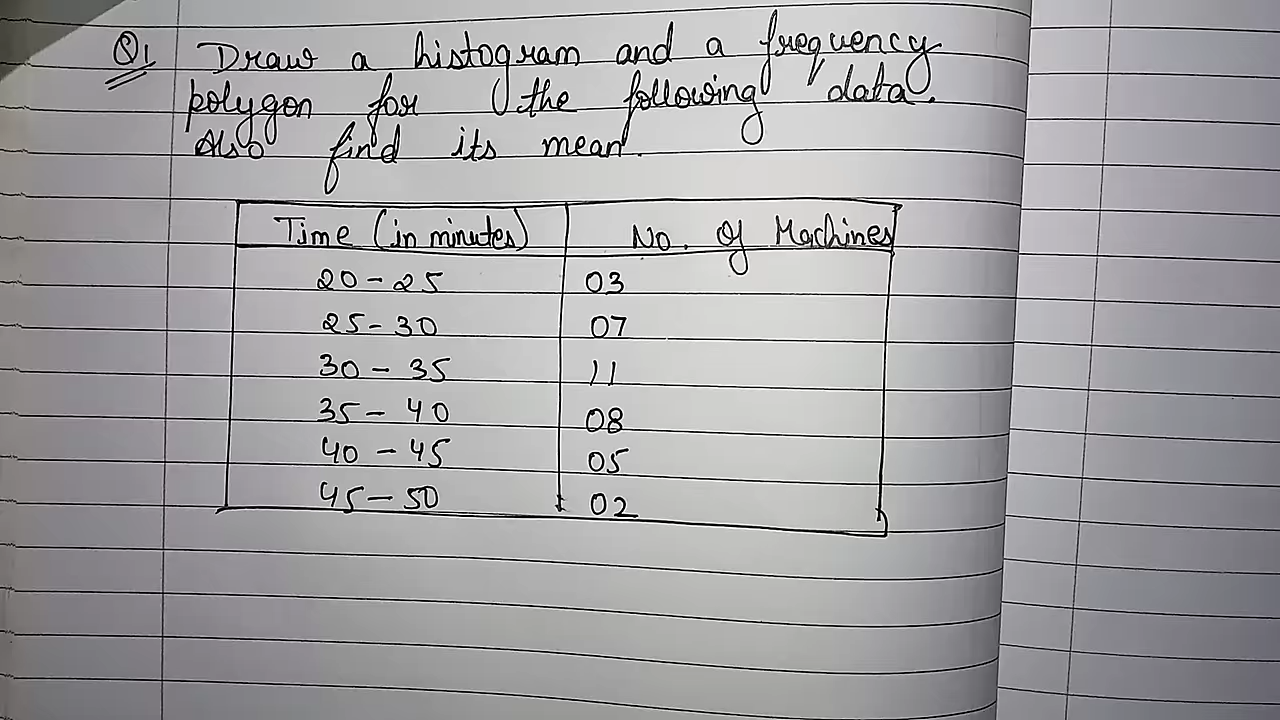 Q1 Draw a histogram and a frequency
polygon for the following data.
Also find its mean.
Time (in minutes) No. Of Machines
20-25 03
25-30 07
30-35 11
35-40 08
40-45 05
45-50 02